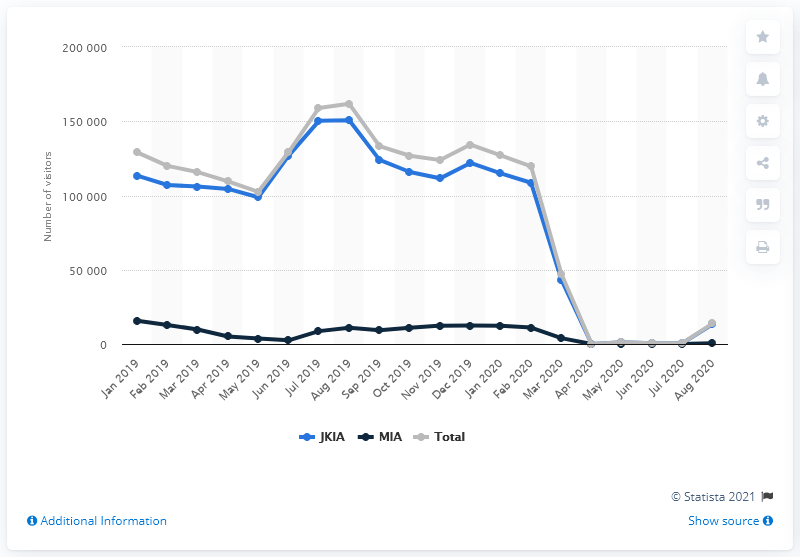 200 000
150 000
100 000
50 000
0
Number of visitors
Jan 2019
Feb 2019
Mar 2019
Apr 2019
May 2019
Jun 2019
Jul 2019
Aug 2019
Sep 2019
Oct 2019
Nov 2019
Dec 2019
Jan 2020
Feb 2020
Mar 2020
Apr 2020
May 2020
Jun 2020
Jul 2020
Aug 2020
JKIA MIA Total
© Statista 2021
Additional Information
Show source